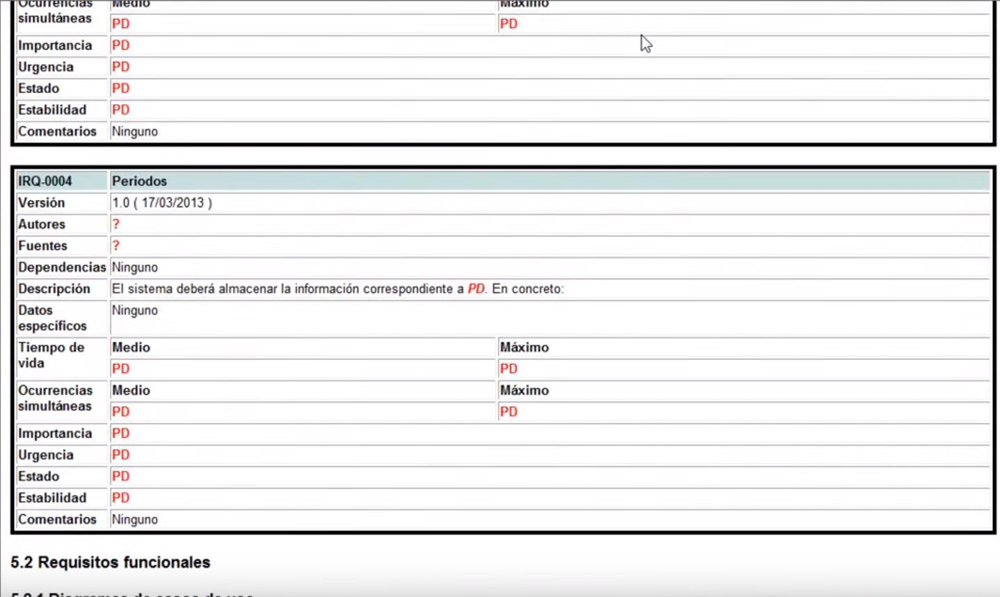 Ocurrencias Medio Máximo
simultáneas PD PD
Importancia PD
Urgencia PD
Estado PD
Estabilidad PD
Comentarios Ninguno
IRQ-0004 Periodos
Versión 1.0 ( 17/03/2013 )
Autores ?
Fuentes ?
Dependencias Ninguno
Descripción El sistema deberá almacenar la información correspondiente a PD. En concreto:
Datos Ninguno
específicos
Tiempo de Medio Máximo
vida PD PD
Ocurrencias Medio Máximo
simultáneas PD PD
Importancia PD
Urgencia PD
Estado PD
Estabilidad PD
Comentarios Ninguno
5.2 Requisitos funcionales
5.2.1 Diagramas de casos de uso